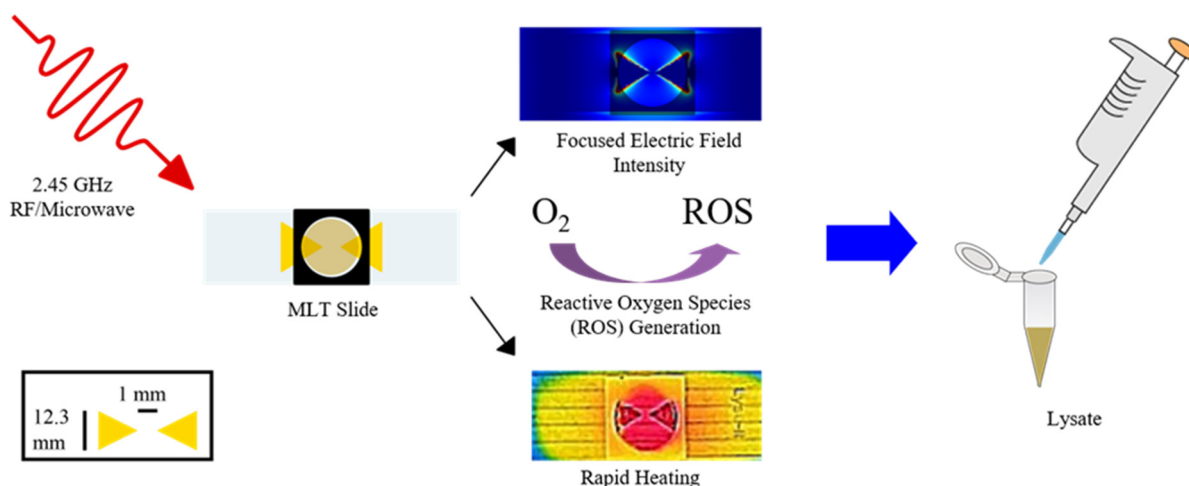 2.45 GHz
RF/Microwave
MLT Slide
1 mm
12.3
mm
Focused Electric Field
Intensity
O₂ ROS
Reactive Oxygen Species
(ROS) Generation
Rapid Heating
Lysate